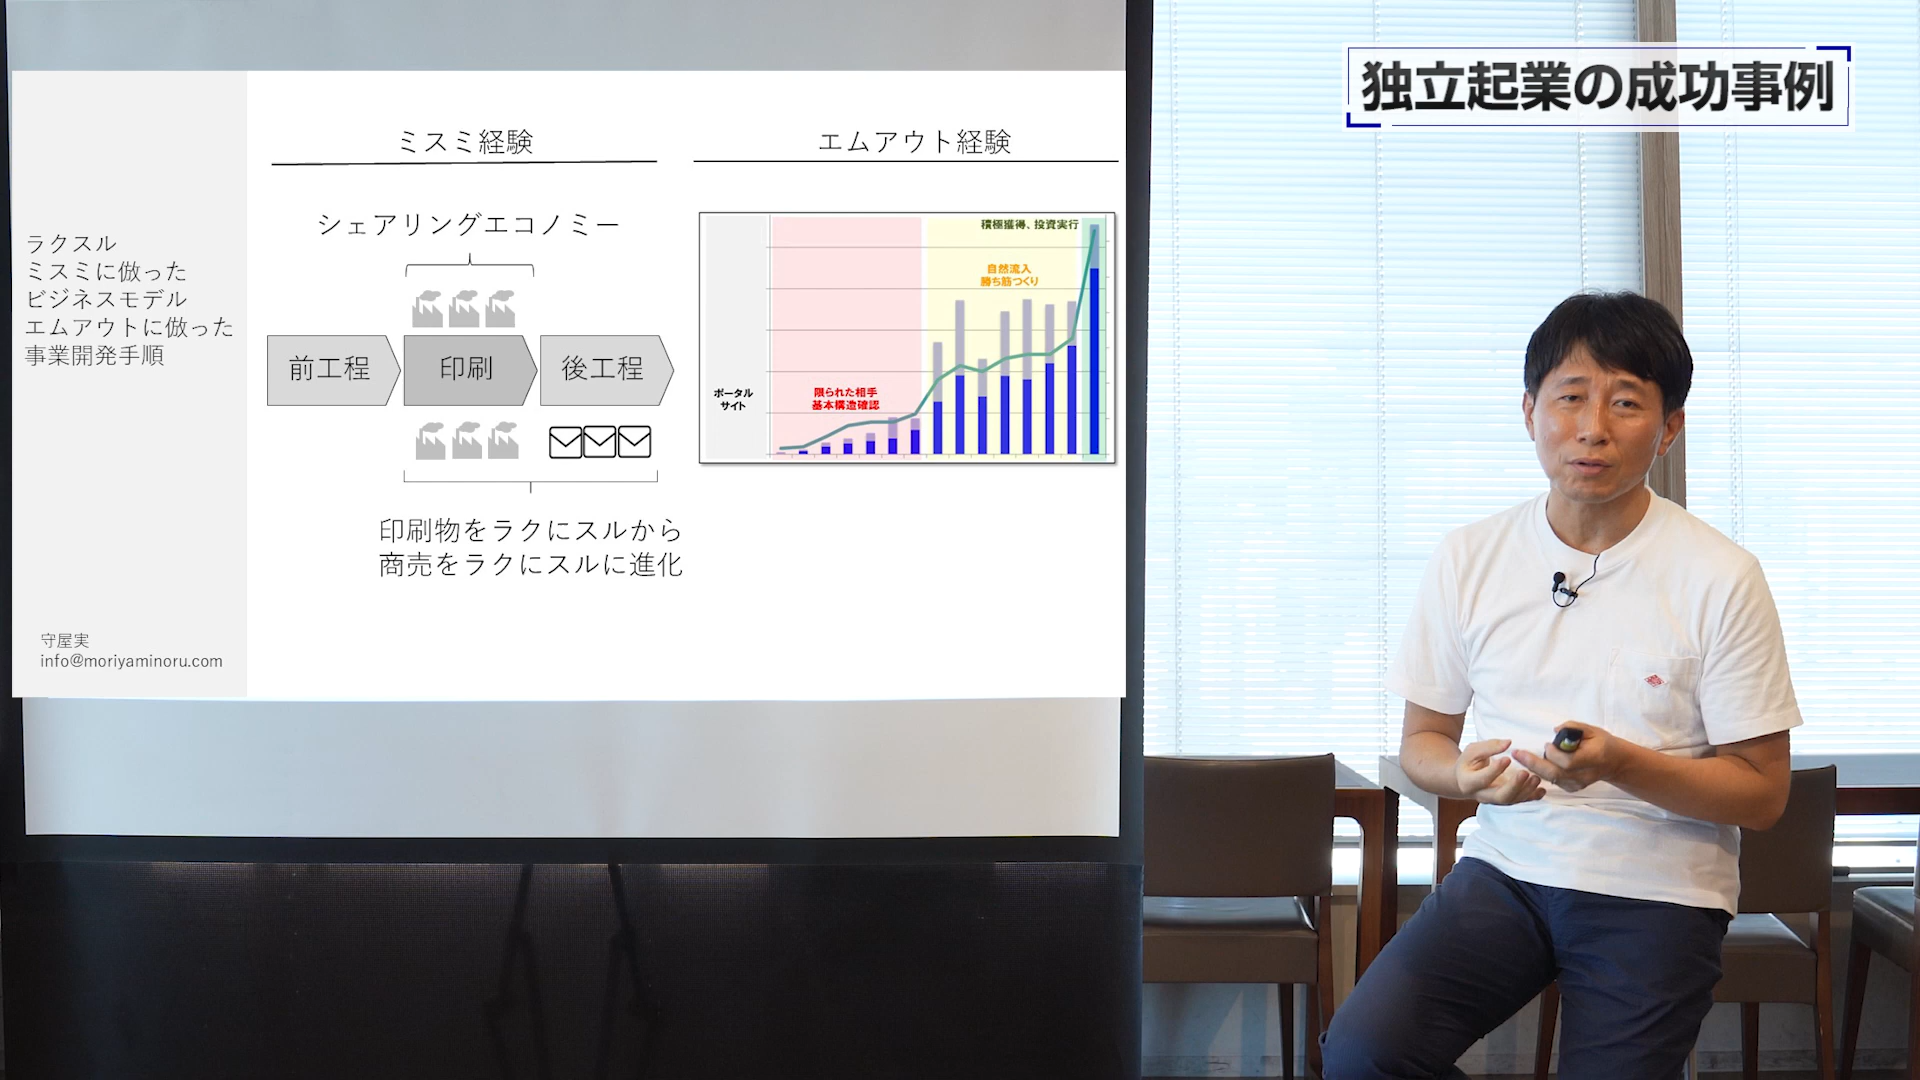 独立起業の成功事例
ラクスル
ミスミに倣った
ビジネスモデル
エムアウトに倣った
事業開発手順
守屋実
info@moriyaminoru.com
ミスミ経験
シェアリングエコノミー
前工程
印刷
後工程
印刷物をラクにスルから
商売をラクにスルに進化
エムアウト経験
積極獲得、投資実行
自然流入
勝ち筋つくり
限られた相手
基本構造確認
ポータル
サイト